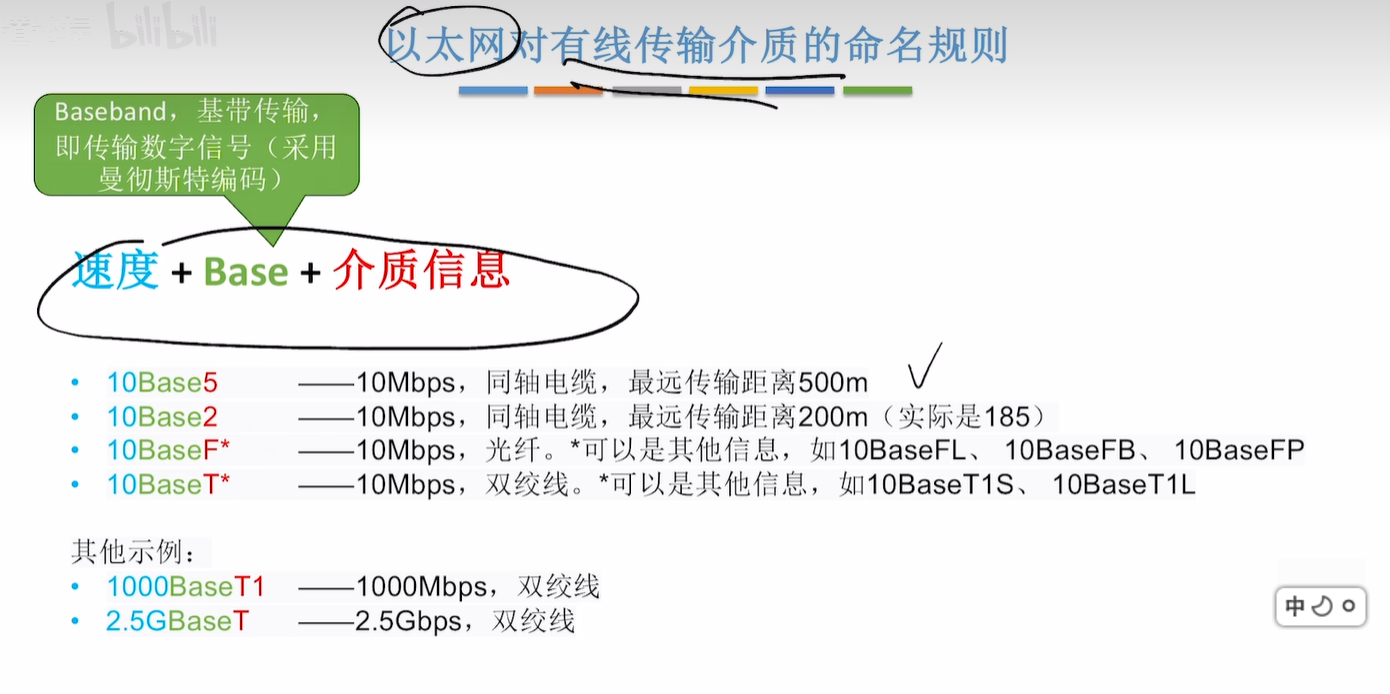 bilibili
以太网对有线传输介质的命名规则
Baseband，基带传输，
即传输数字信号（采用
曼彻斯特编码）
速度 + Base + 介质信息
• 10Base5 ——10Mbps，同轴电缆，最远传输距离500m
• 10Base2 ——10Mbps，同轴电缆，最远传输距离200m（实际是185）
• 10BaseF* ——10Mbps，光纤。*可以是其他信息，如10BaseFL、 10BaseFB、 10BaseFP
• 10BaseT* ——10Mbps，双绞线。*可以是其他信息，如10BaseT1S、 10BaseT1L
其他示例：
• 1000BaseT1 ——1000Mbps，双绞线
• 2.5GBaseT ——2.5Gbps，双绞线
中